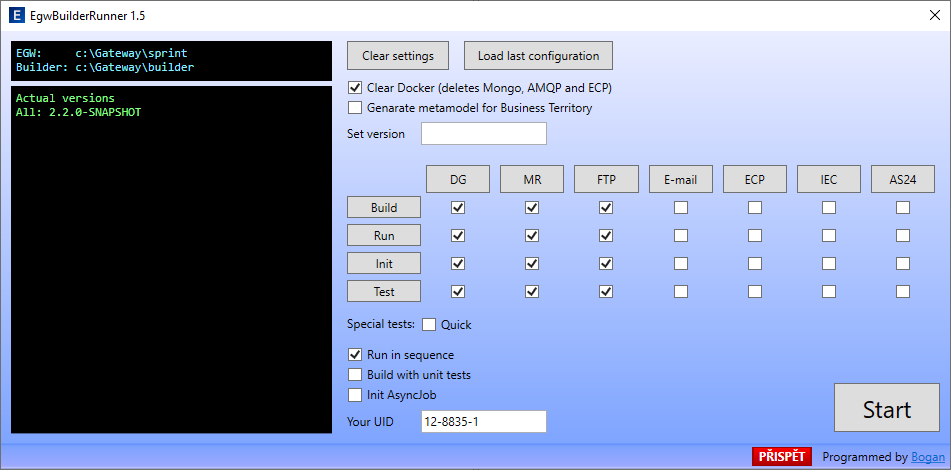 EgwBuilderRunner 1.5
EGW: c:\Gateway\sprint
Builder: c:\Gateway\builder
Actual versions
All: 2.2.0-SNAPSHOT
Clear settings
Load last configuration
Clear Docker (deletes Mongo, AMQP and ECP)
Genarate metamodel for Business Territory
Set version
DG MR FTP E-mail ECP IEC AS24
Build
Run
Init
Test
Special tests: Quick
Run in sequence
Build with unit tests
Init AsyncJob
Your UID 12-8835-1
Start
PŘISPĚT Programmed by Bogan